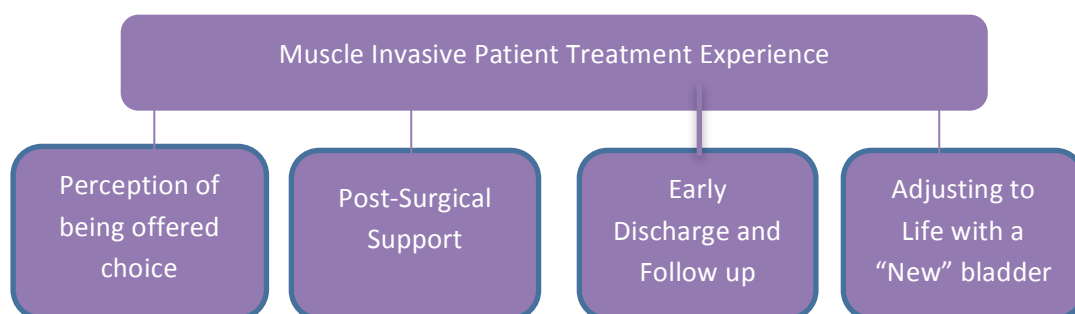 Muscle Invasive Patient Treatment Experience
Perception of
being offered
choice
Post-Surgical
Support
Early
Discharge and
Follow up
Adjusting to
Life with a
“New” bladder